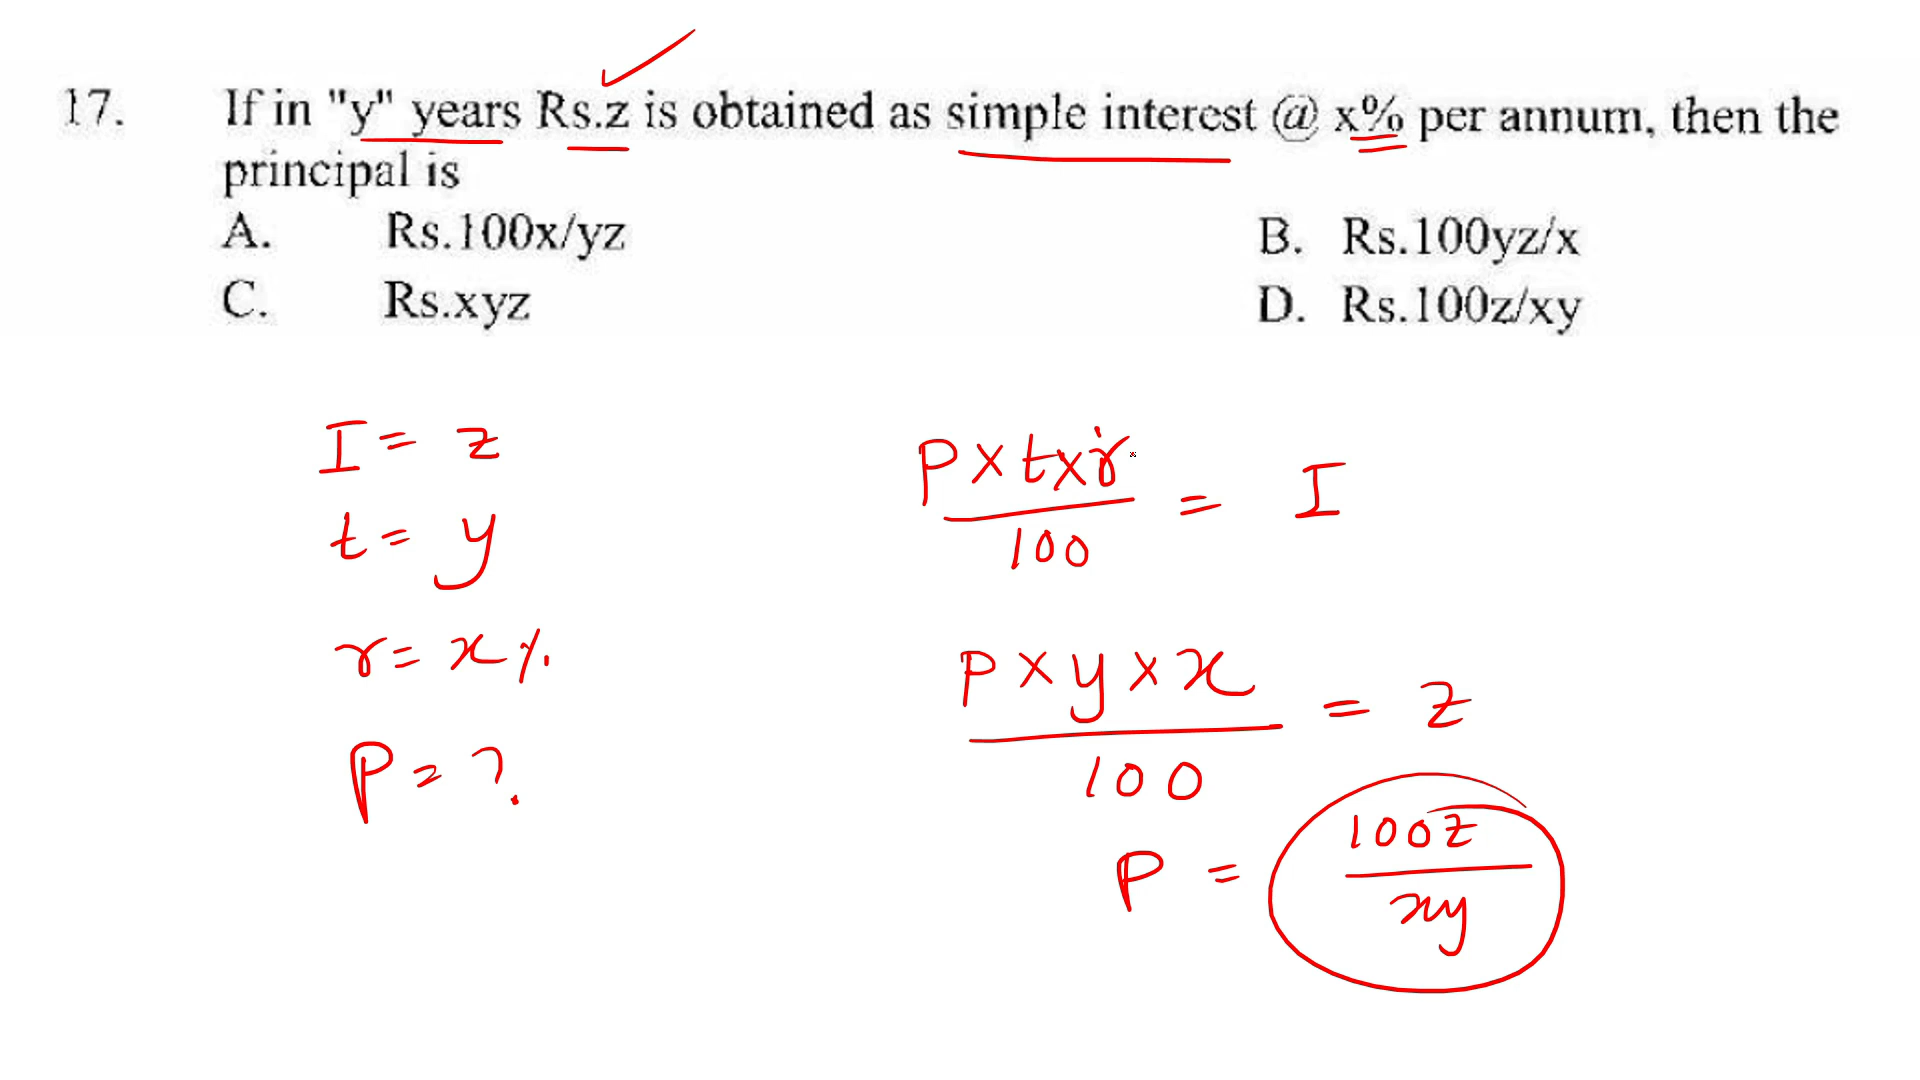 17. If in "y" years Rs.z is obtained as simple interest @ x% per annum, then the
principal is
A. Rs.100x/yz B. Rs.100yz/x
C. Rs.xyz D. Rs.100z/xy
I = z
t = y
r = x%
P = ?
P × t × r / 100 = I
P × y × x / 100 = z
P = 100z / xy